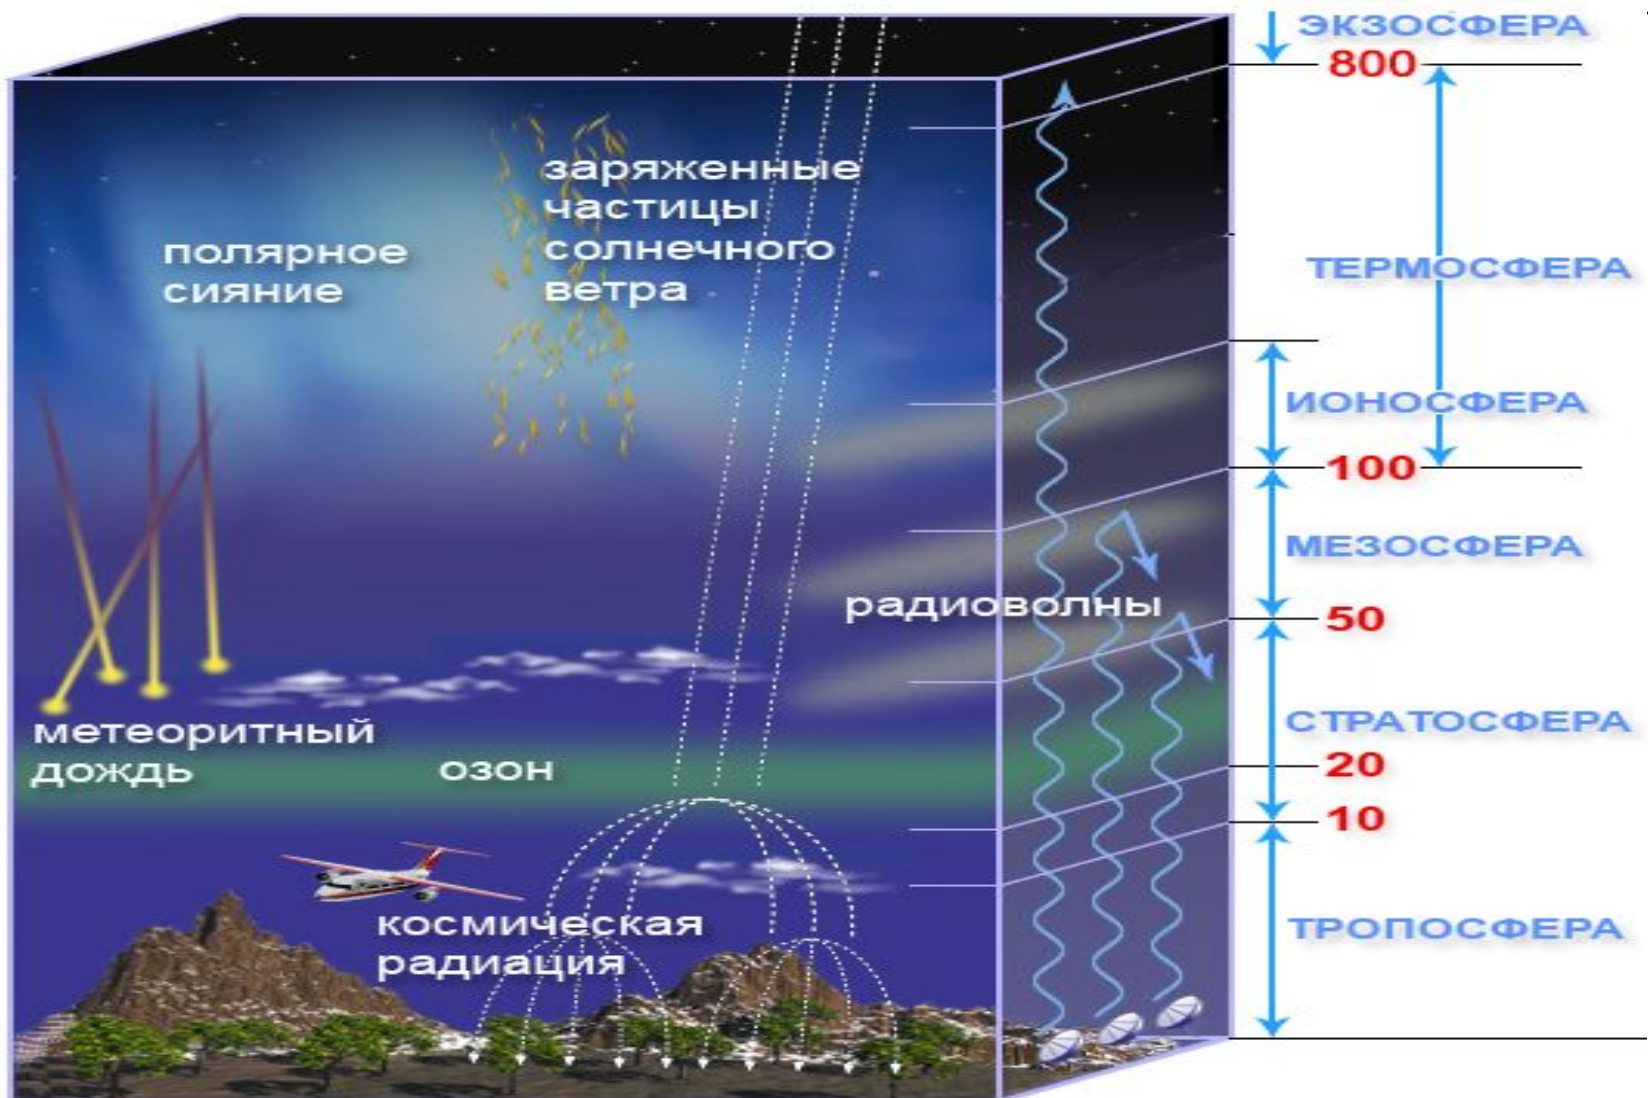 ЭКЗОСФЕРА
800
заряженные
частицы
солнечного
ветра
полярное
сияние
ТЕРМОСФЕРА
ИОНОСФЕРА
100
МЕЗОСФЕРА
радиоволны
50
СТРАТОСФЕРА
метеоритный
дождь
озон
20
10
космическая
радиация
ТРОПОСФЕРА